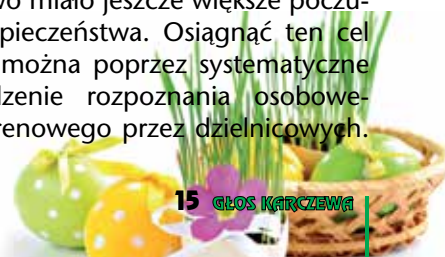 wo miało jeszcze większe poczu-
pieczeństwa. Osiągnąć ten cel
można poprzez systematyczne
dzenie rozpoznania osobowe-
renowego przez dzielnicowych.
15 GŁOS KARCZEWA